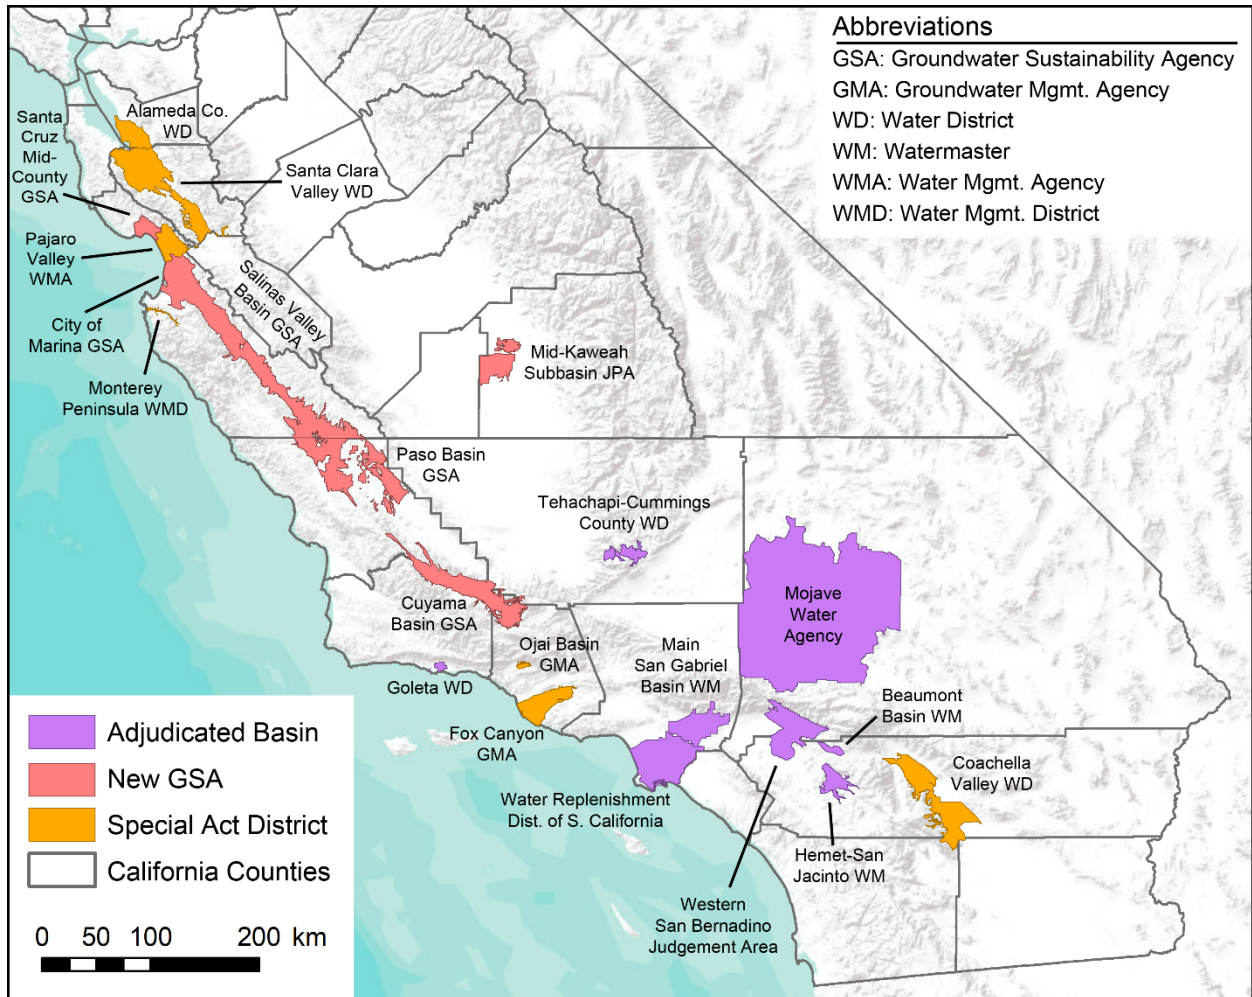 Abbreviations
GSA: Groundwater Sustainability Agency
GMA: Groundwater Mgmt. Agency
WD: Water District
WM: Watermaster
WMA: Water Mgmt. Agency
WMD: Water Mgmt. District
Alameda Co.
WD
Santa
Cruz
Mid-
County
GSA
Santa Clara
Valley WD
Pajaro
Valley
WMA
Salinas Valley
Basin GSA
City of
Marina GSA
Monterey
Peninsula WMD
Mid-Kaweah
Subbasin JPA
Paso Basin
GSA
Tehachapi-Cummings
County WD
Mojave
Water
Agency
Cuyama
Basin GSA
Ojai Basin
GMA
Main
San Gabriel
Basin WM
Goleta WD
Beaumont
Basin WM
Fox Canyon
GMA
Coachella
Valley WD
Water Replenishment
Dist. of S. California
Hemet-San
Jacinto WM
Western
San Bernadino
Judgement Area
Adjudicated Basin
New GSA
Special Act District
California Counties
0 50 100 200 km